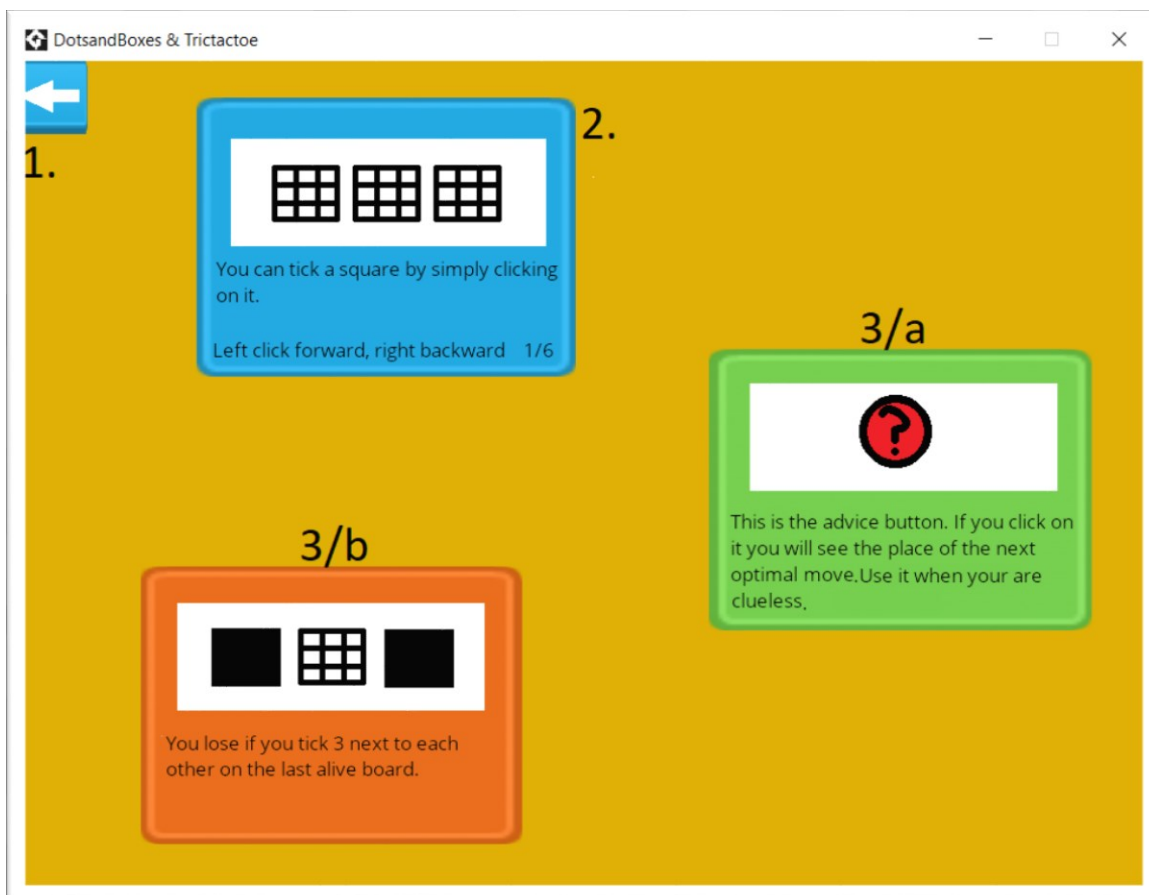 DotsandBoxes & Trictactoe
1.
2.
You can tick a square by simply clicking
on it.
Left click forward, right backward 1/6
3/a
?
This is the advice button. If you click on
it you will see the place of the next
optimal move.Use it when your are
clueless.
3/b
You lose if you tick 3 next to each
other on the last alive board.